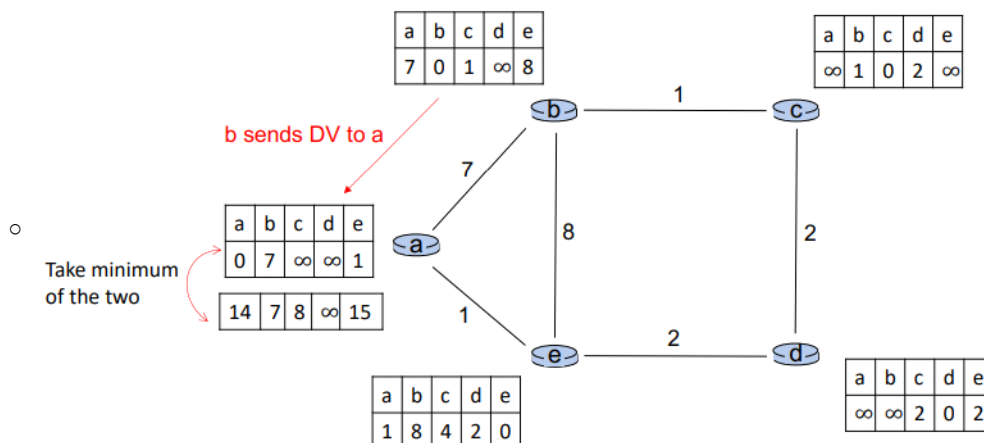 a b c d e
7 0 1 ∞ 8
a b c d e
∞ 1 0 2 ∞
b
1
c
b sends DV to a
7
a b c d e
0 7 ∞ ∞ 1
a
8
2
Take minimum
of the two
14 7 8 ∞ 15
1
e
2
d
a b c d e
1 8 4 2 0
a b c d e
∞ ∞ 2 0 2